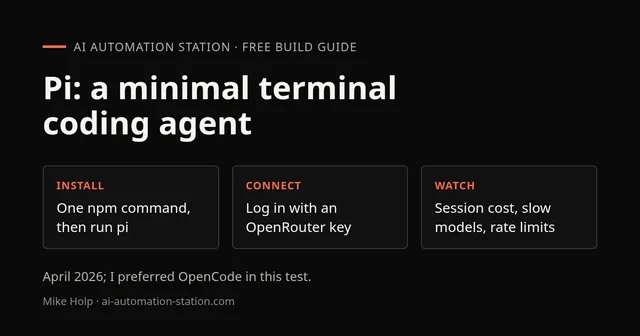 AI AUTOMATION STATION · FREE BUILD GUIDE
Pi: a minimal terminal
coding agent
INSTALL
One npm command,
then run pi
CONNECT
Log in with an
OpenRouter key
WATCH
Session cost, slow
models, rate limits
April 2026; I preferred OpenCode in this test.
Mike Holp · ai-automation-station.com